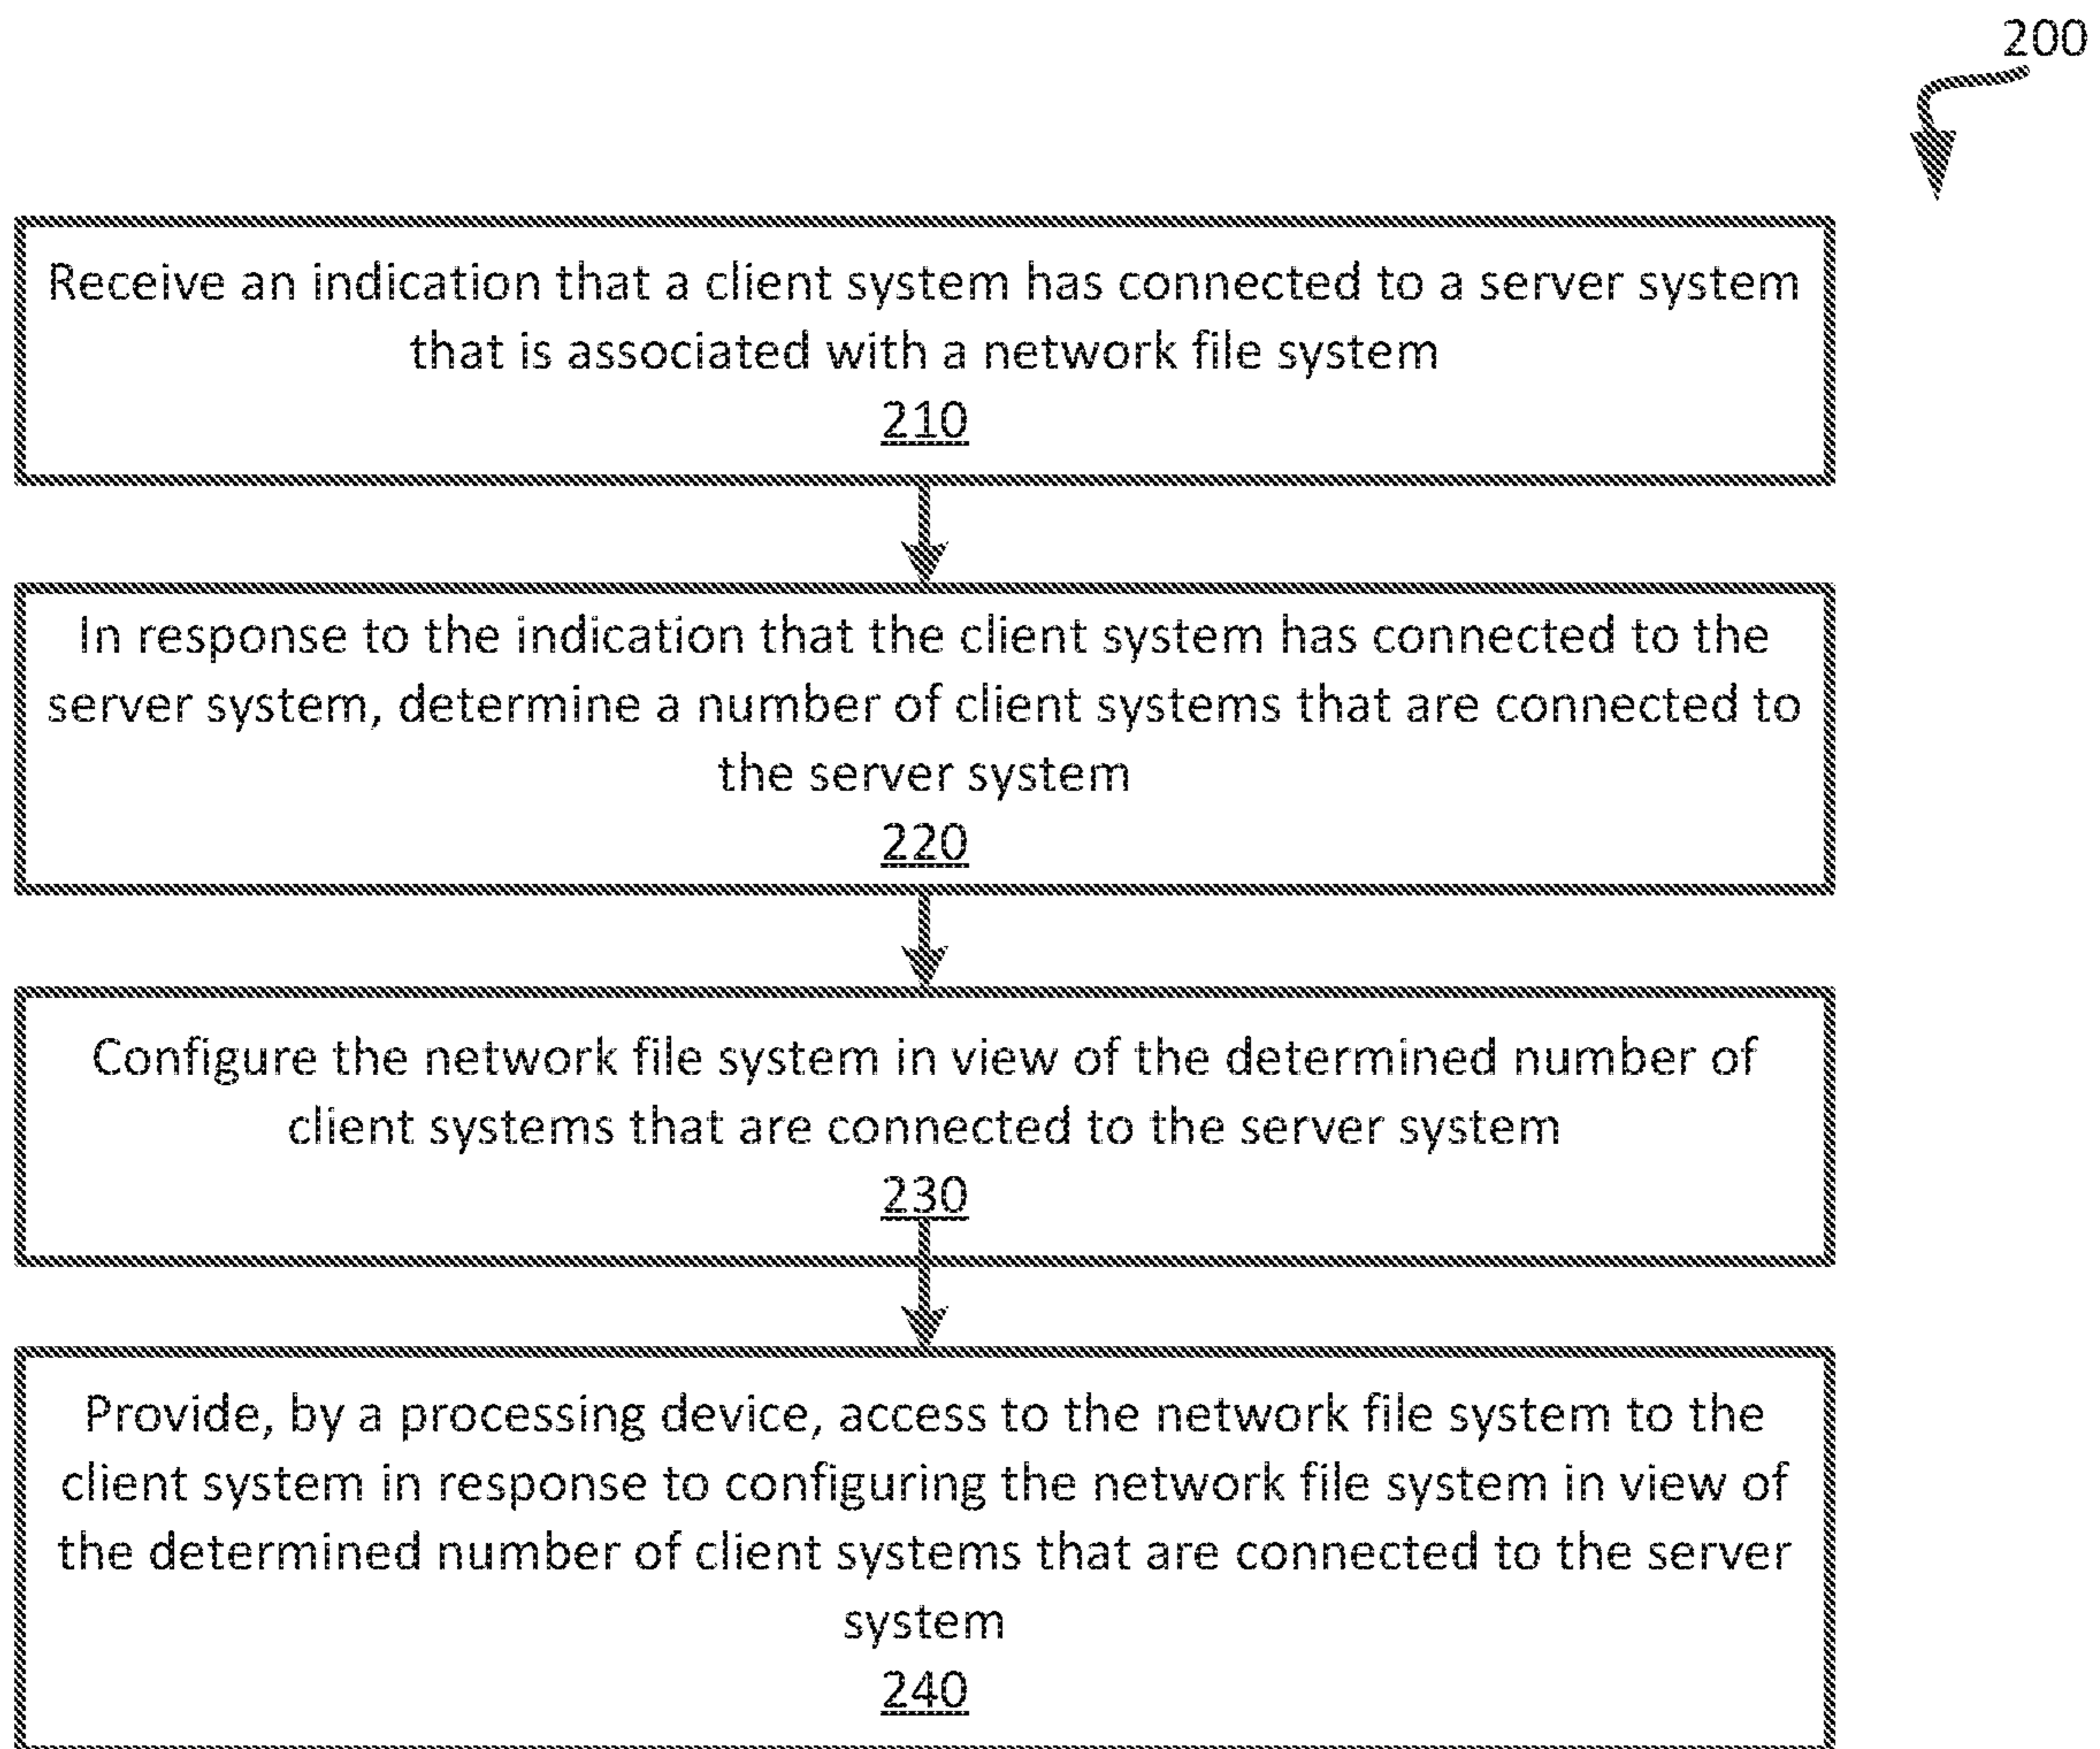 200
Receive an indication that a client system has connected to a server system
that is associated with a network file system
210
In response to the indication that the client system has connected to the
server system, determine a number of client systems that are connected to
the server system
220
Configure the network file system in view of the determined number of
client systems that are connected to the server system
230
Provide, by a processing device, access to the network file system to the
client system in response to configuring the network file system in view of
the determined number of client systems that are connected to the server
system
240